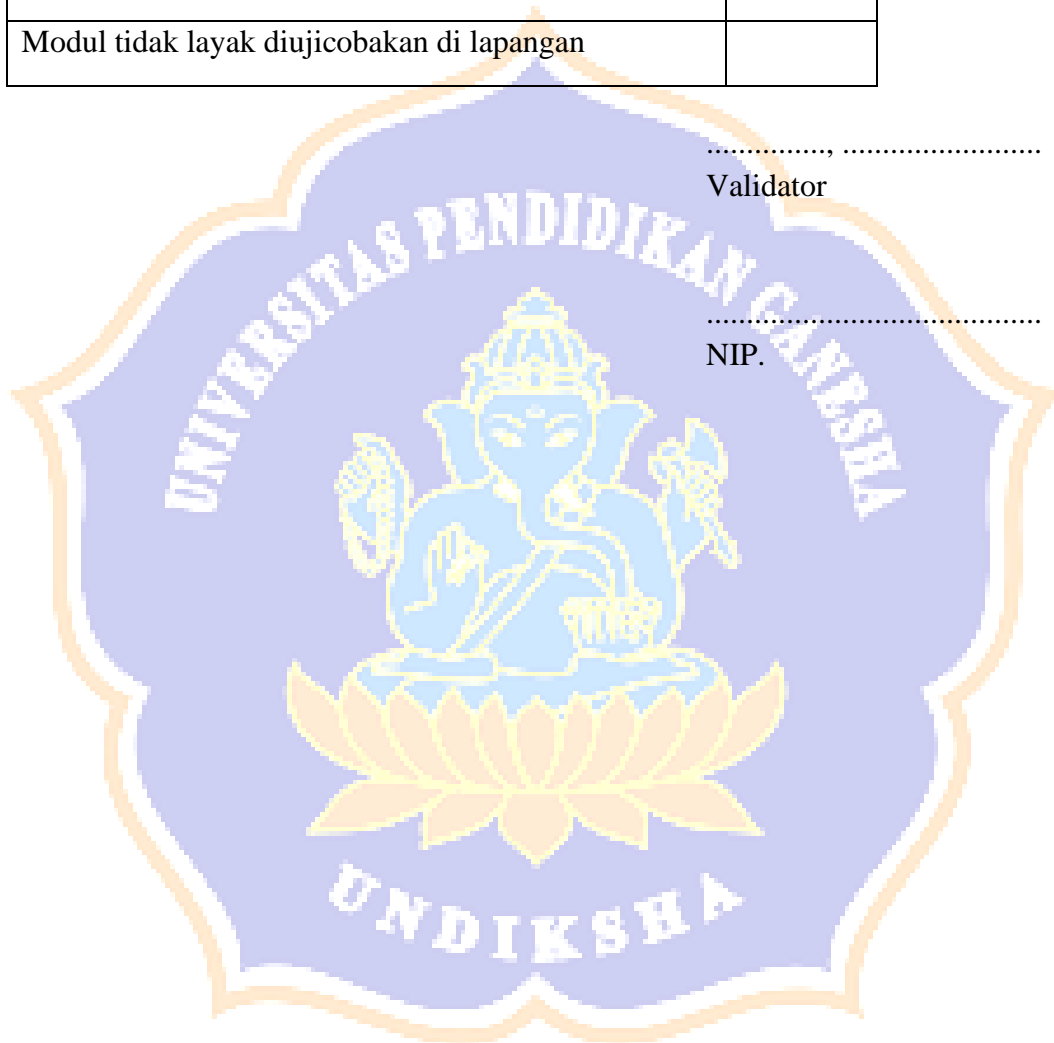 Modul tidak layak diujicobakan di lapangan
..............., .........................
Validator
UNIVERSITAS PENDIDIKAN GANESHA
..........................................
NIP.
UNDIKSHA